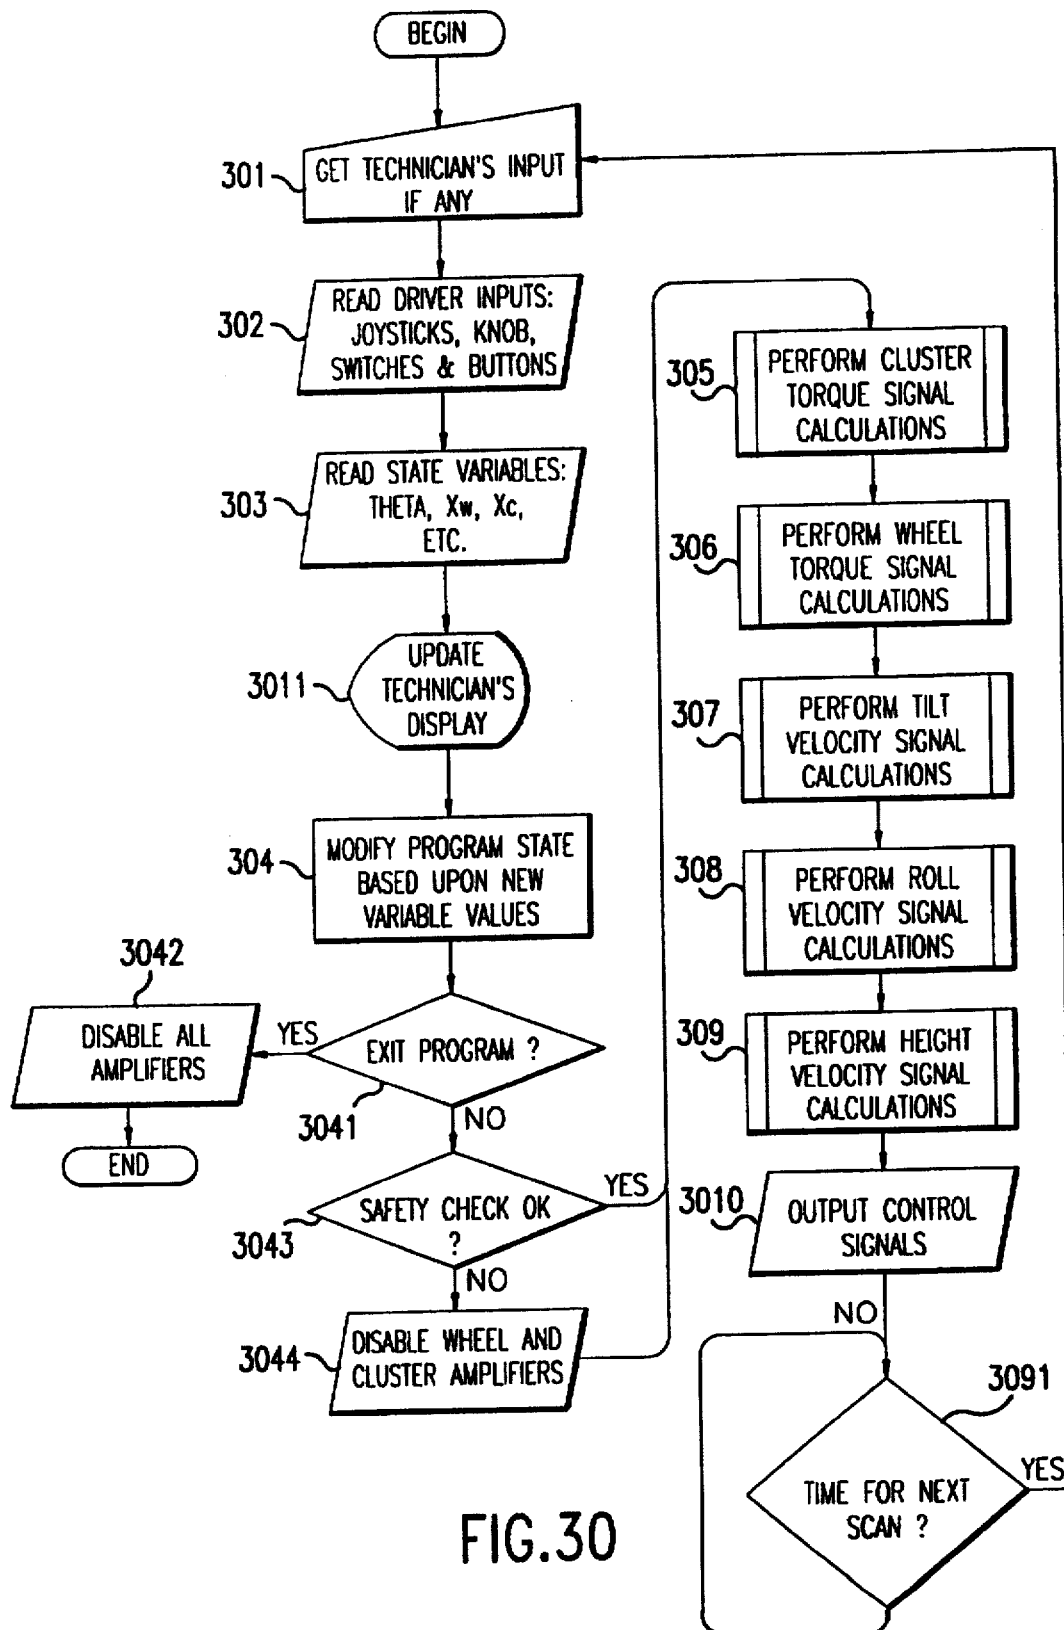 BEGIN
301
GET TECHNICIAN'S INPUT
IF ANY
302
READ DRIVER INPUTS:
JOYSTICKS, KNOB,
SWITCHES & BUTTONS
303
READ STATE VARIABLES:
THETA, Xw, Xc,
ETC.
3011
UPDATE
TECHNICIAN'S
DISPLAY
304
MODIFY PROGRAM STATE
BASED UPON NEW
VARIABLE VALUES
3042
DISABLE ALL
AMPLIFIERS
YES
EXIT PROGRAM ?
3041
NO
END
SAFETY CHECK OK
?
YES
3043
NO
3044
DISABLE WHEEL AND
CLUSTER AMPLIFIERS
305
PERFORM CLUSTER
TORQUE SIGNAL
CALCULATIONS
306
PERFORM WHEEL
TORQUE SIGNAL
CALCULATIONS
307
PERFORM TILT
VELOCITY SIGNAL
CALCULATIONS
308
PERFORM ROLL
VELOCITY SIGNAL
CALCULATIONS
309
PERFORM HEIGHT
VELOCITY SIGNAL
CALCULATIONS
3010
OUTPUT CONTROL
SIGNALS
NO
3091
TIME FOR NEXT
SCAN ?
YES
FIG.30